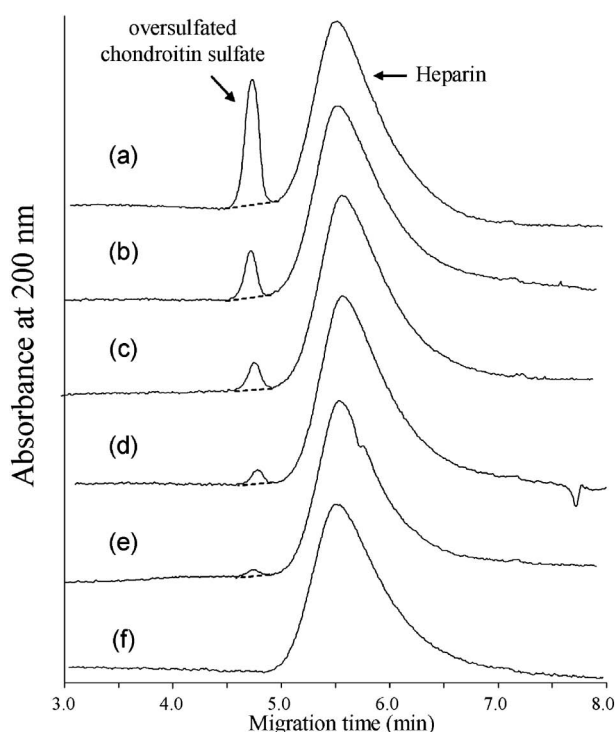 oversulfated
chondroitin sulfate
Heparin
(a)
(b)
(c)
(d)
(e)
(f)
Absorbance at 200 nm
3.0 4.0 5.0 6.0 7.0 8.0
Migration time (min)